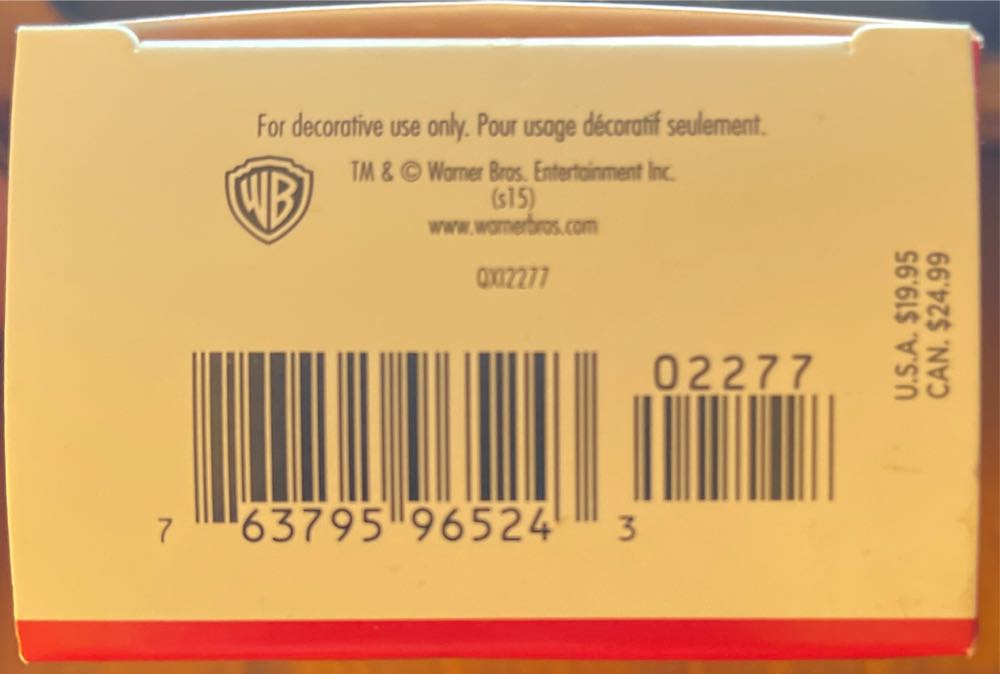 For decorative use only. Pour usage décoratif seulement.
WB
TM & © Warner Bros. Entertainment Inc.
(s15)
www.warnerbros.com
QXI2277
U.S.A. $19.95
CAN. $24.99
02277
7 63795 96524 3